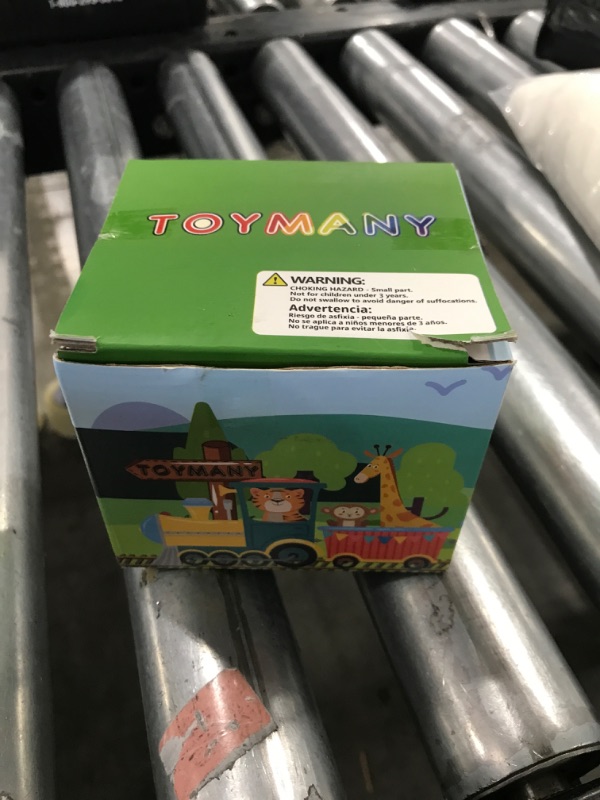 TOYMANY
WARNING:
CHOKING HAZARD - Small part.
Not for children under 3 years.
Do not swallow to avoid danger of suffocations.
Advertencia:
Riesgo de asfixia - pequeña parte.
No se aplica a niños menores de 3 años.
No trague para evitar la asfixia.
TOYMANY